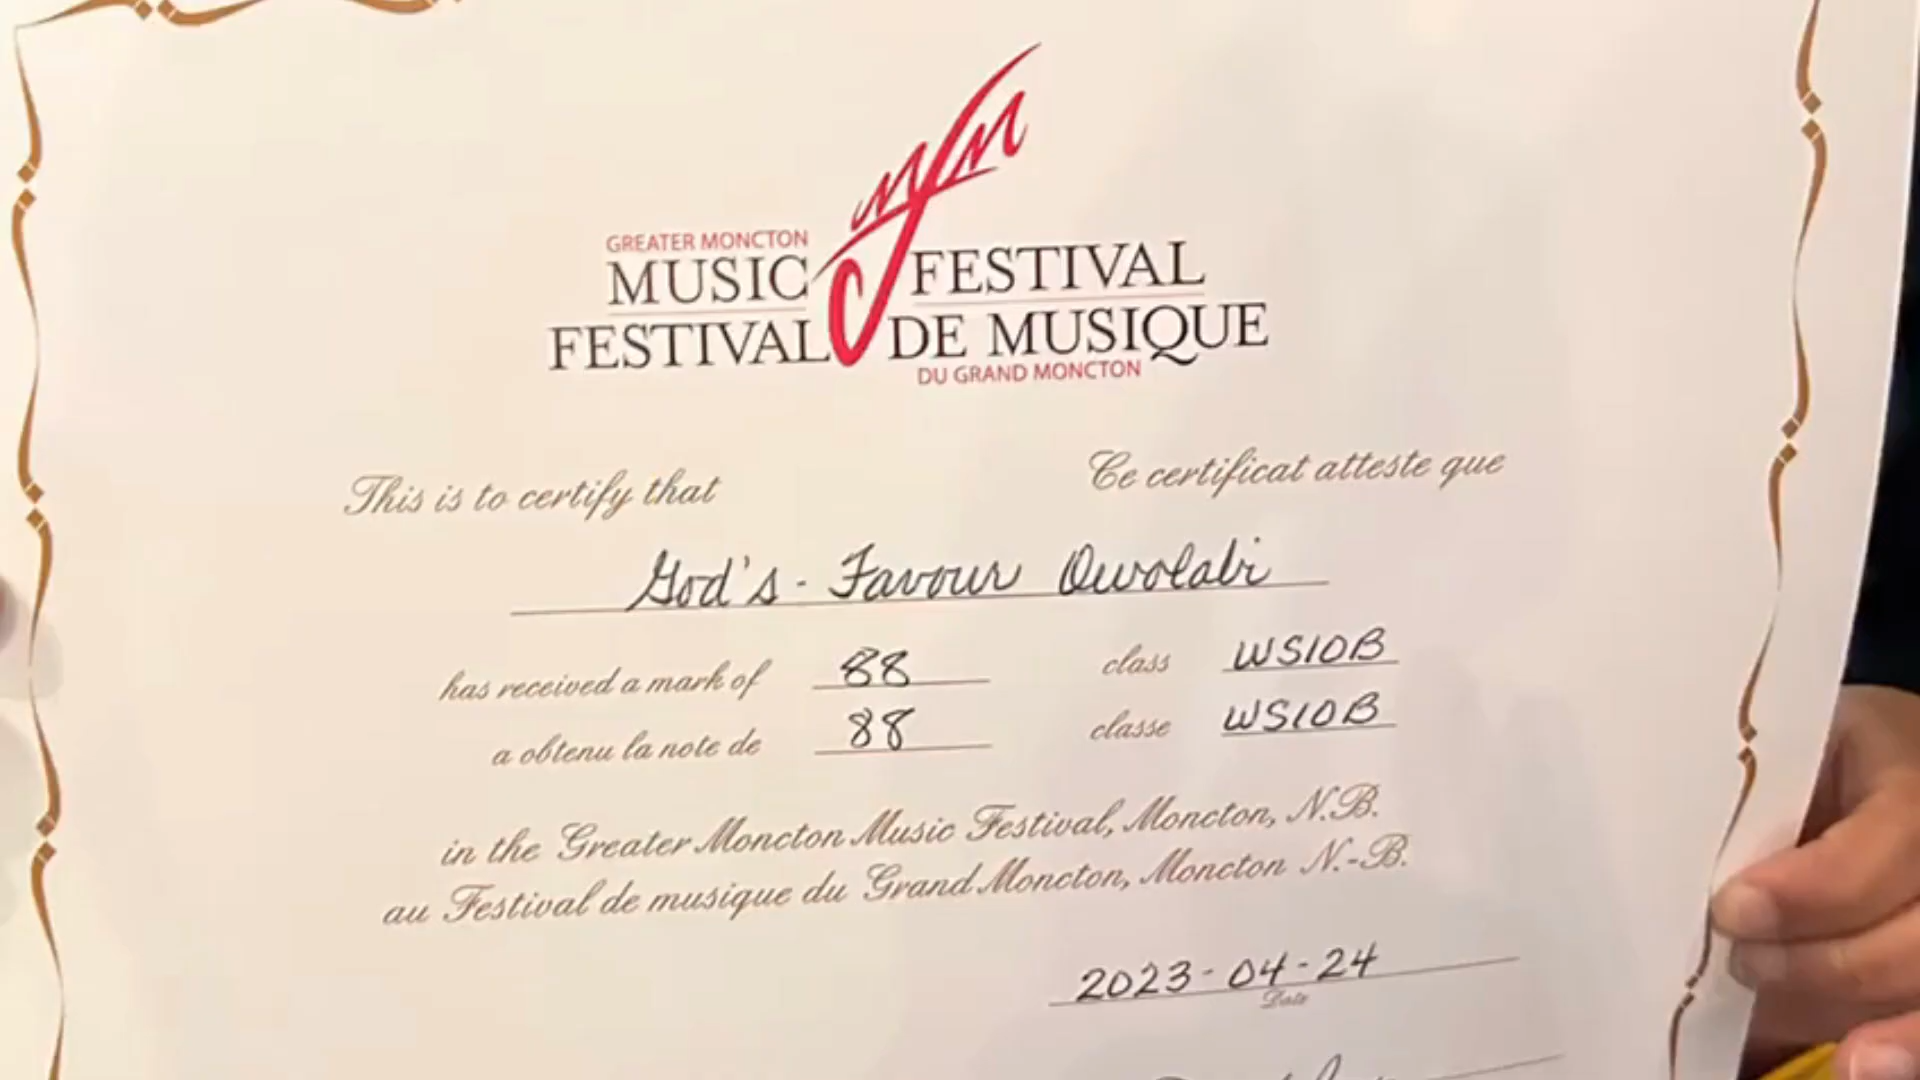 GREATER MONCTON
MUSIC FESTIVAL
FESTIVAL DE MUSIQUE
DU GRAND MONCTON
This is to certify that
Ce certificat atteste que
God's-Favour Owolabi
has received a mark of 88 class WS10B
a obtenu la note de 88 classe WS10B
in the Greater Moncton Music Festival, Moncton, N.B.
au Festival de musique du Grand Moncton, Moncton N.-B.
2023-04-24
Date